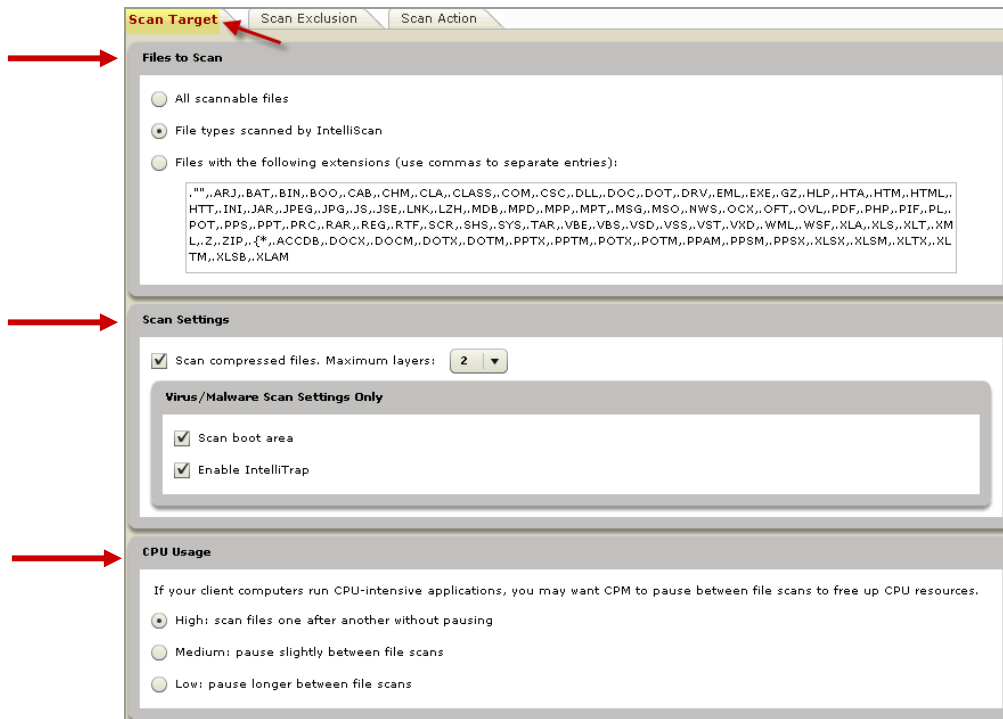 Scan Target Scan Exclusion Scan Action
Files to Scan
All scannable files
File types scanned by IntelliScan
Files with the following extensions (use commas to separate entries):
."",.ARJ,.BAT,.BIN,.BOO,.CAB,.CHM,.CLA,.CLASS,.COM,.CSC,.DLL,.DOC,.DOT,.DRV,.EML,.EXE,.GZ,.HLP,.HTA,.HTM,.HTML,.
HTT,.INI,.JAR,.JPEG,.JPG,.JS,.JSE,.LNK,.LZH,.MDB,.MPD,.MPP,.MPT,.MSG,.MSO,.NWS,.OCX,.OFT,.OVL,.PDF,.PHP,.PIF,.PL,.
POT,.PPS,.PPT,.PRC,.RAR,.REG,.RTF,.SCR,.SHS,.SYS,.TAR,.VBE,.VBS,.VSD,.VSS,.VST,.VXD,.WML,.WSF,.XLA,.XLS,.XLT,.XM
L,.Z,.ZIP,.{*,.ACCDB,.DOCX,.DOCM,.DOTX,.DOTM,.PPTX,.PPTM,.POTX,.POTM,.PPAM,.PPSM,.PPSX,.XLSX,.XLSM,.XLTX,.XL
TM,.XLSB,.XLAM
Scan Settings
Scan compressed files. Maximum layers: 2
Virus/Malware Scan Settings Only
Scan boot area
Enable IntelliTrap
CPU Usage
If your client computers run CPU-intensive applications, you may want CPM to pause between file scans to free up CPU resources.
High: scan files one after another without pausing
Medium: pause slightly between file scans
Low: pause longer between file scans